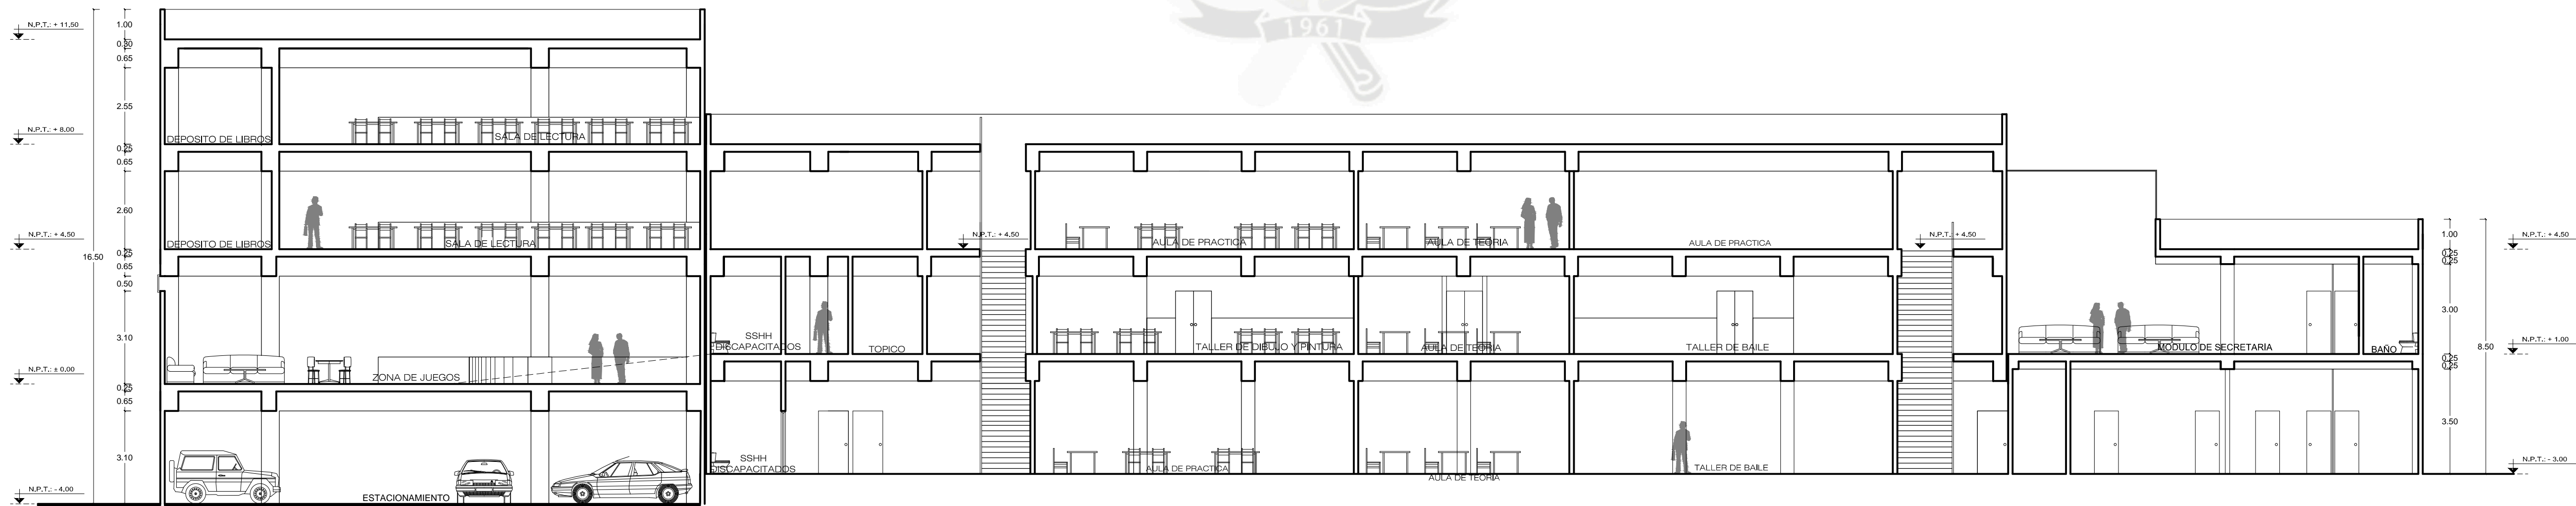 1961
N.P.T.: + 11,50
1.00
0.30
0.65
2.55
N.P.T.: + 8,00
DEPOSITO DE LIBROS
SALA DE LECTURA
0.25
0.65
2.60
N.P.T.: + 4,50
DEPOSITO DE LIBROS
SALA DE LECTURA
N.P.T.: + 4,50
AULA DE PRACTICA
AULA DE TEORIA
AULA DE PRACTICA
N.P.T.: + 4,50
N.P.T.: + 4,50
1.00
0.25
0.25
16.50
0.25
0.65
0.50
3.10
3.00
SSHH
DISCAPACITADOS
TOPICO
TALLER DE DIBUJO Y PINTURA
AULA DE TEORIA
TALLER DE BAILE
MODULO DE SECRETARIA
BAÑO
N.P.T.: + 1.00
8.50
0.25
0.25
N.P.T.: ± 0,00
ZONA DE JUEGOS
0.25
0.65
3.10
3.50
SSHH
DISCAPACITADOS
AULA DE PRACTICA
AULA DE TEORIA
TALLER DE BAILE
N.P.T.: - 3.00
N.P.T.: - 4,00
ESTACIONAMIENTO